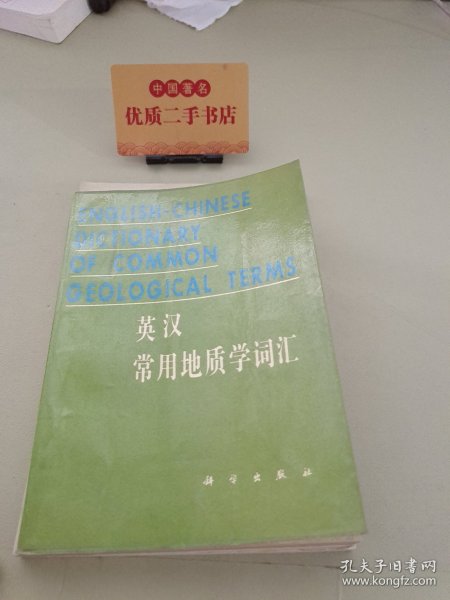 中国著名
优质二手书店
ENGLISH-CHINESE
DICTIONARY
OF COMMON
GEOLOGICAL TERMS
英汉
常用地质学词汇
科学出版社
孔夫子旧书网
www.kongfz.com